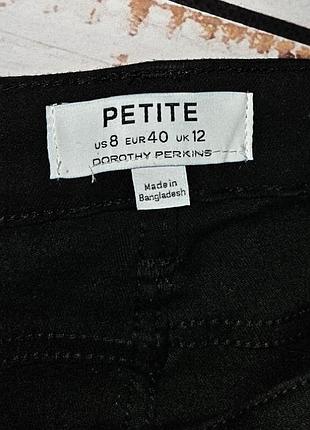 PETITE
US 8 EUR 40 UK 12
DOROTHY PERKINS
Made in
Bangladesh